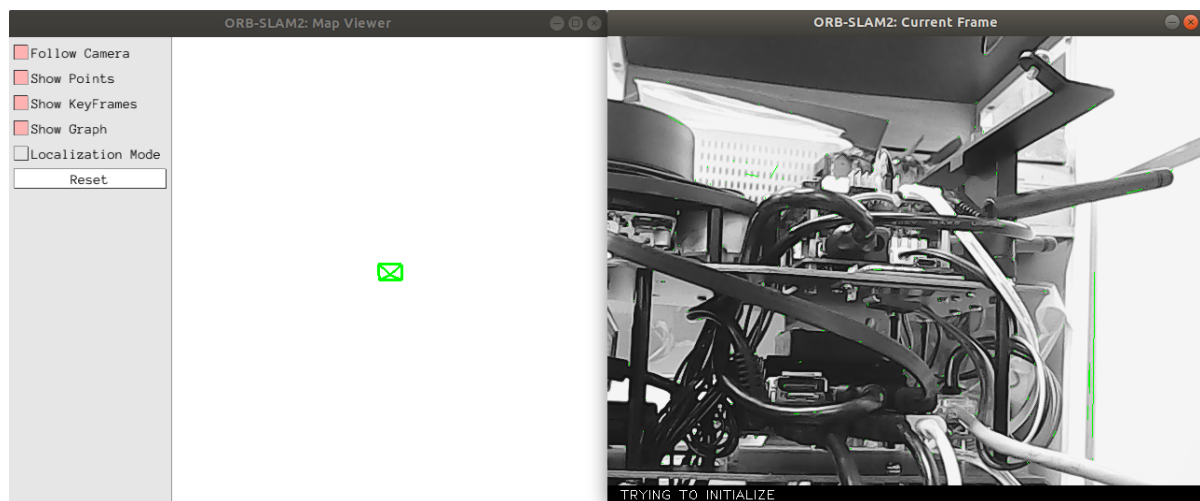 ORB-SLAM2: Map Viewer
Follow Camera
Show Points
Show KeyFrames
Show Graph
Localization Mode
Reset
ORB-SLAM2: Current Frame
TRYING TO INITIALIZE